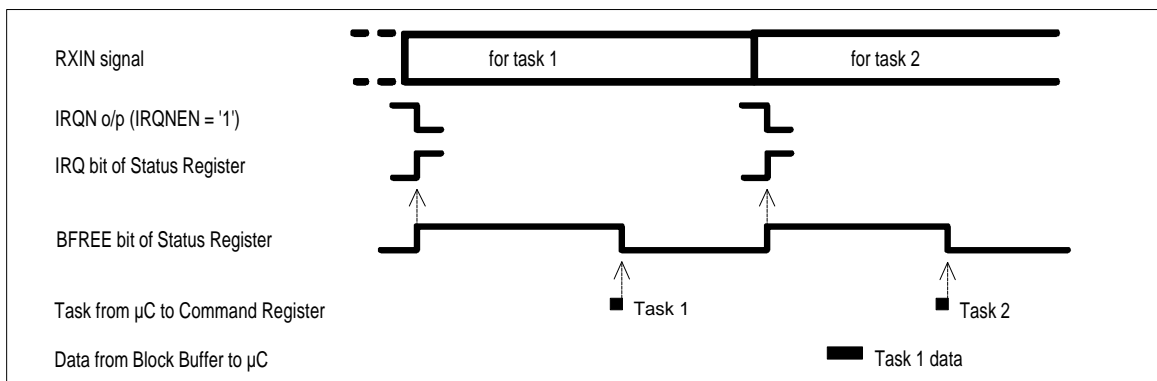 RXIN signal
for task 1
for task 2
IRQN o/p (IRQNEN = '1')
IRQ bit of Status Register
BFREE bit of Status Register
Task from µC to Command Register
Task 1
Task 2
Data from Block Buffer to µC
Task 1 data